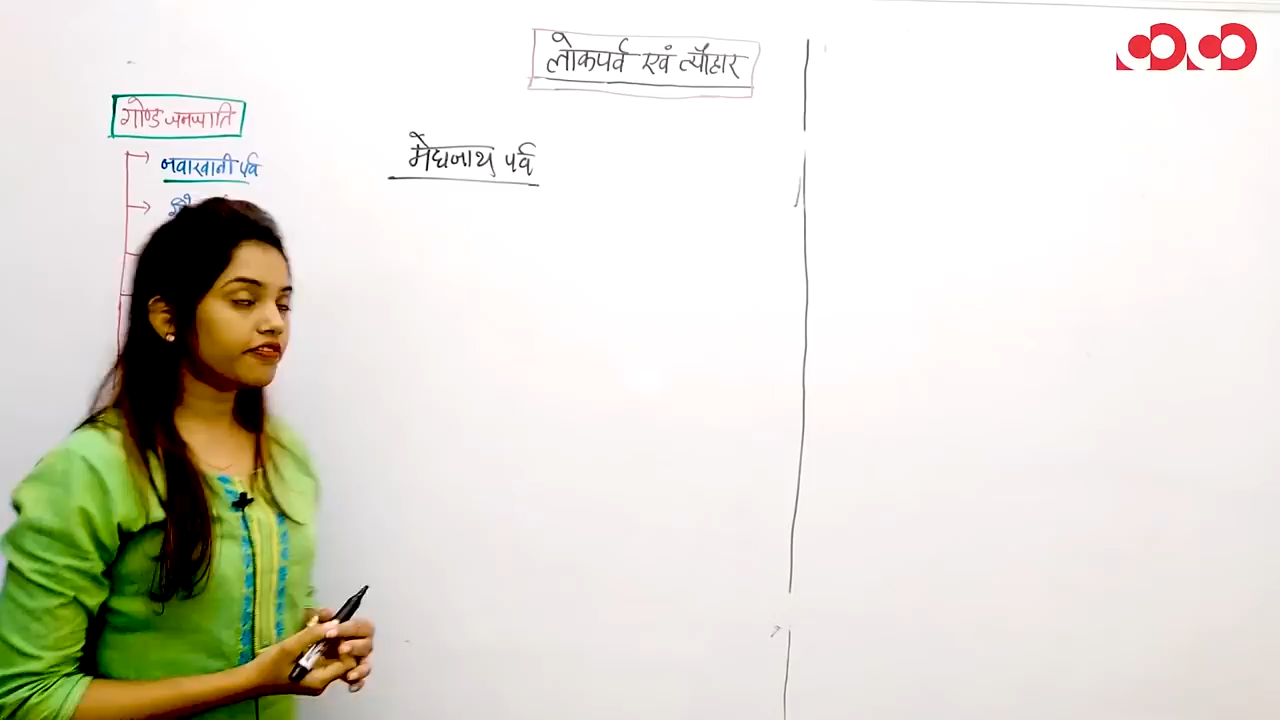 लोकपर्व एवं त्यौहार
गोण्ड जनजाति
नवाखानी पर्व
मेघनाथ पर्व